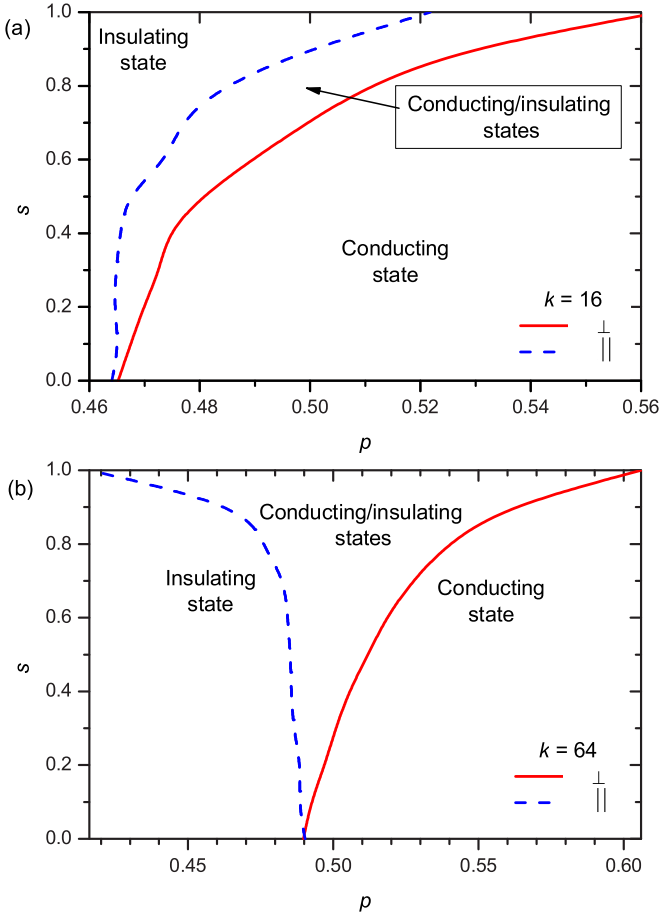 (a)
1.0
0.8
0.6
0.4
0.2
0.0
s
Insulating
state
Conducting/insulating
states
Conducting
state
k = 16
⊥
||
0.46
0.48
0.50
0.52
0.54
0.56
p
(b)
1.0
0.8
0.6
0.4
0.2
0.0
s
Conducting/insulating
states
Insulating
state
Conducting
state
k = 64
⊥
||
0.45
0.50
0.55
0.60
p